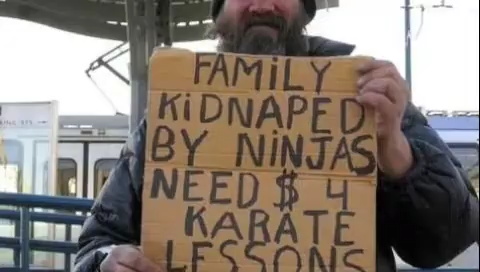 FAMiLY
KiDNAPED
BY NiNJAS
NEED $ 4
KARATE
LESSONS